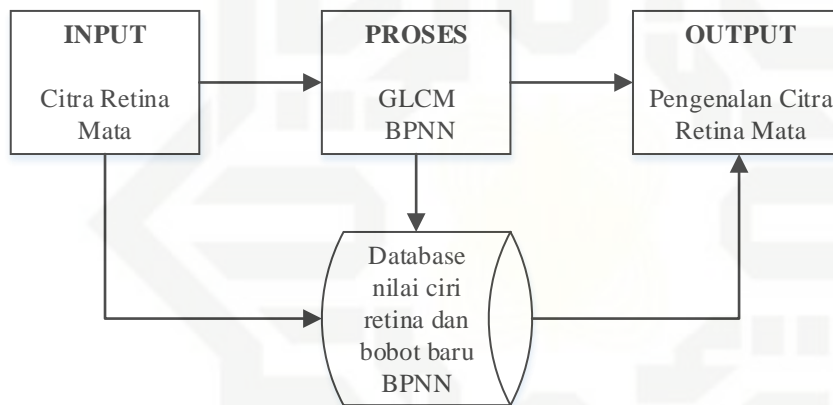 INPUT
Citra Retina
Mata
PROSES
GLCM
BPNN
OUTPUT
Pengenalan Citra
Retina Mata
Database
nilai ciri
retina dan
bobot baru
BPNN